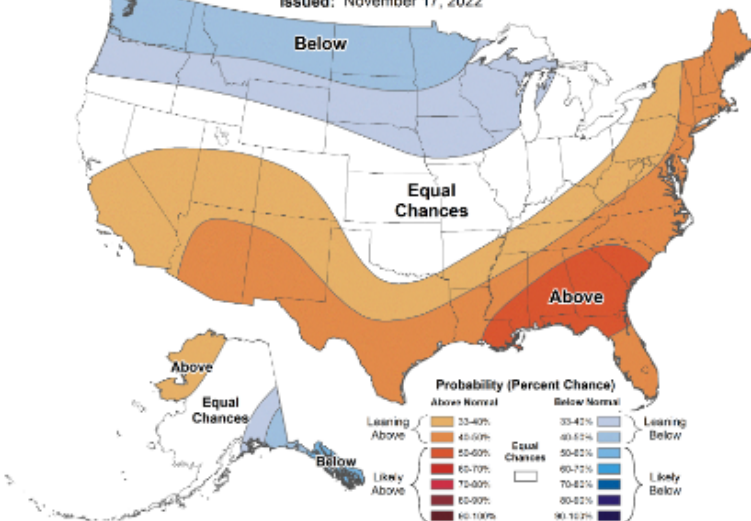 Issued: November 17, 2022
Below
Equal
Chances
Above
Above
Equal
Chances
Below
Probability (Percent Chance)
Above Normal
Below Normal
Leaning
Above
33-40%
40-50%
Likely
Above
50-60%
60-70%
70-80%
80-90%
90-100%
Equal
Chances
33-40%
40-50%
Leaning
Below
50-60%
60-70%
70-80%
80-90%
90-100%
Likely
Below